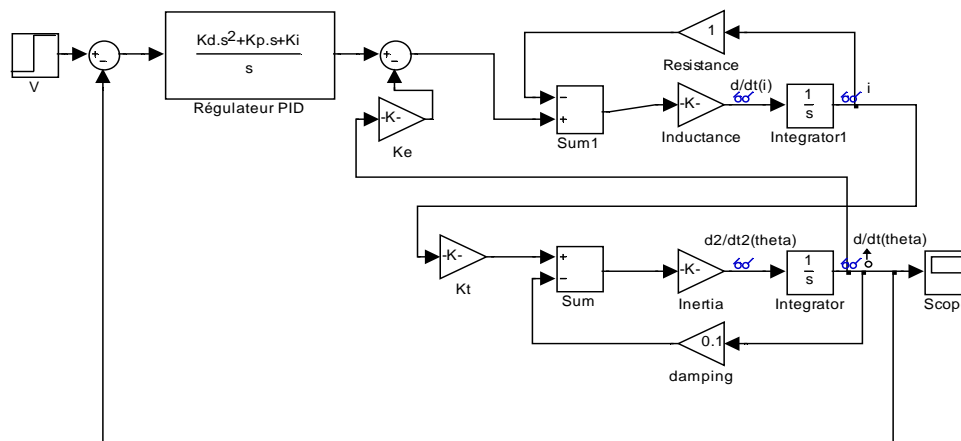 Kd.s2+Kp.s+Ki
s
V
Régulateur PID
+
−
+
−
-K-
Ke
1
Resistance
−
+
Sum1
-K-
Inductance
d/dt(i)
1
s
Integrator1
i
-K-
Kt
+
−
Sum
-K-
Inertia
d2/dt2(theta)
1
s
Integrator
d/dt(theta)
Scop
0.1
damping